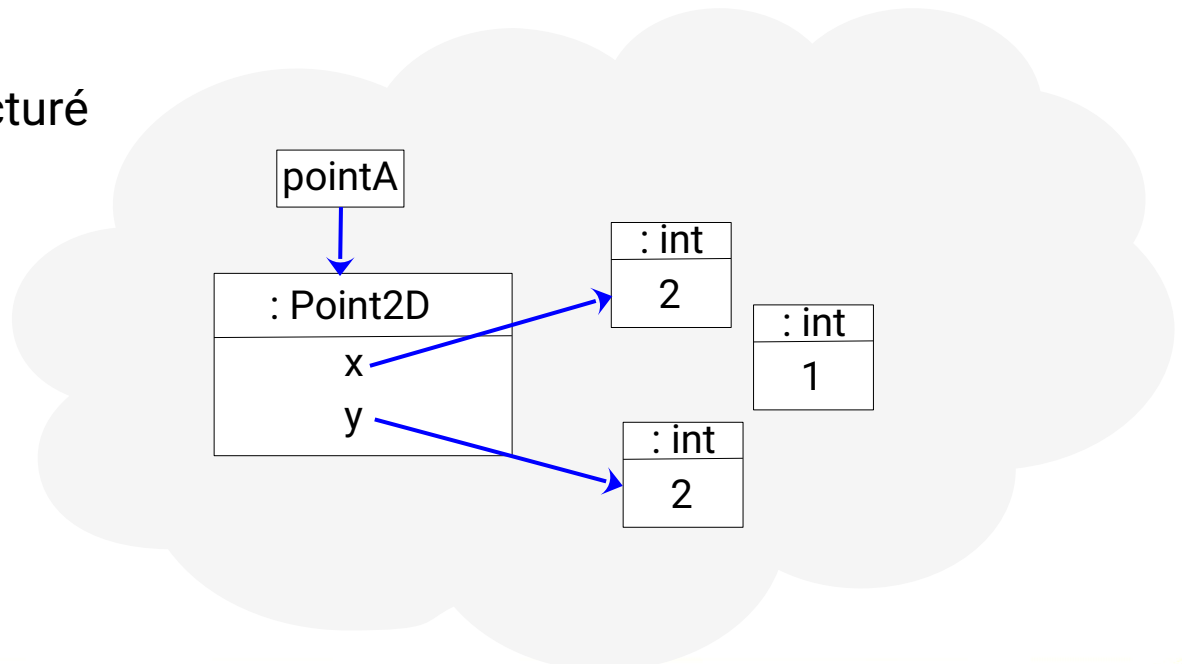 cturé
pointA
: Point2D
x
y
: int
2
: int
1
: int
2